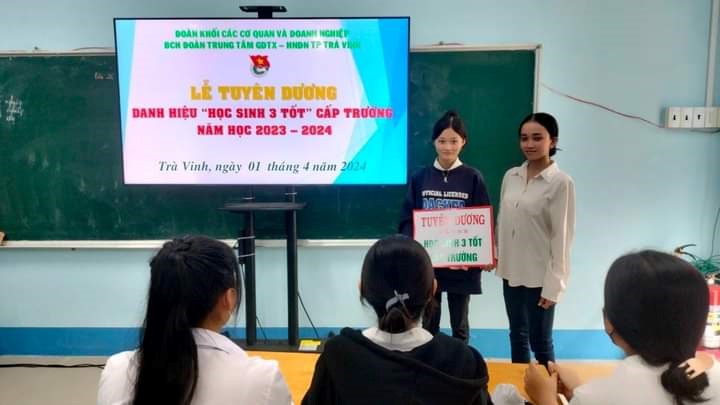 ĐOÀN KHỐI CÁC CƠ QUAN VÀ DOANH NGHIỆP
BCH ĐOÀN TRUNG TÂM GDTX – HNDN TP TRÀ VINH
LỄ TUYÊN DƯƠNG
DANH HIỆU “HỌC SINH 3 TỐT” CẤP TRƯỜNG
NĂM HỌC 2023 – 2024
Trà Vinh, ngày 01 tháng 4 năm 2024
OFFICIAL LICENSED
TUYÊN DƯƠNG
HỌC SINH 3 TỐT
TRƯỜNG